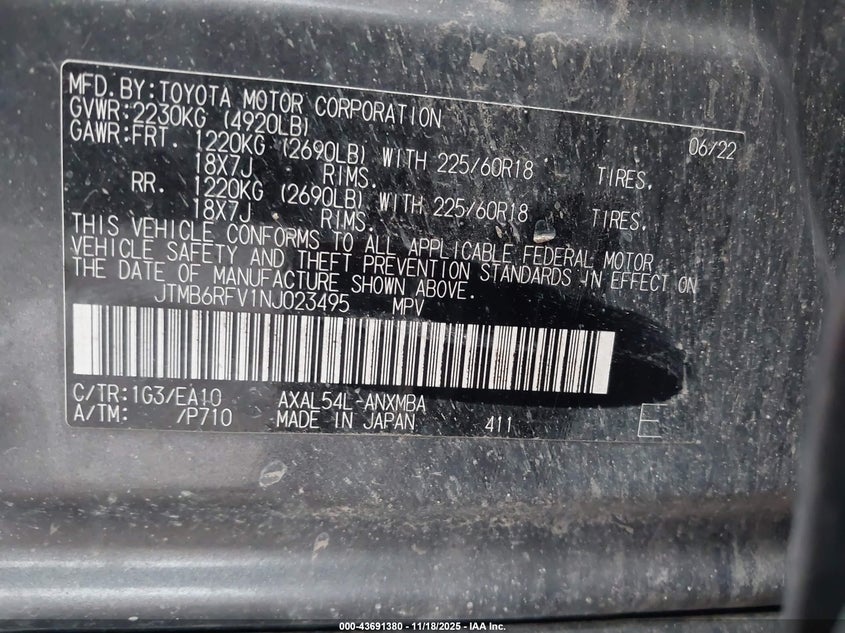 MFD.BY:TOYOTA MOTOR CORPORATION 06/22
GVWR:2230KG (4920LB)
GAWR:FRT. 1220KG (2690LB) WITH 225/60R18 TIRES,
18X7J RIMS.
RR. 1220KG (2690LB) WITH 225/60R18 TIRES,
18X7J RIMS.
THIS VEHICLE CONFORMS TO ALL APPLICABLE FEDERAL MOTOR
VEHICLE SAFETY AND THEFT PREVENTION STANDARDS IN EFFECT ON
THE DATE OF MANUFACTURE SHOWN ABOVE.
JTMB6RFV1NJ023495 MPV
C/TR:1G3/EA10 AXAL54L-ANXMBA
A/TM: /P710 MADE IN JAPAN 411 E
000-43691380 - 11/18/2025 - IAA Inc.